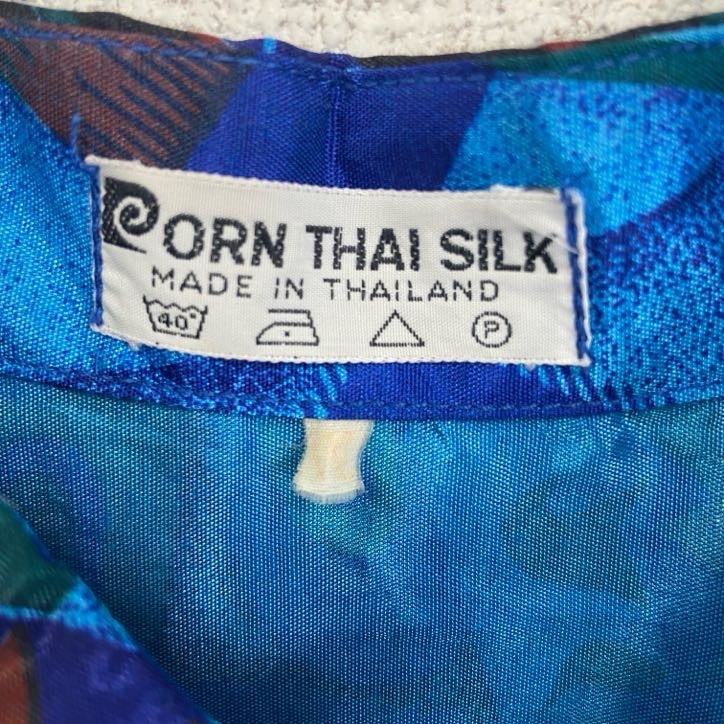 PORN THAI SILK
MADE IN THAILAND
40°
P